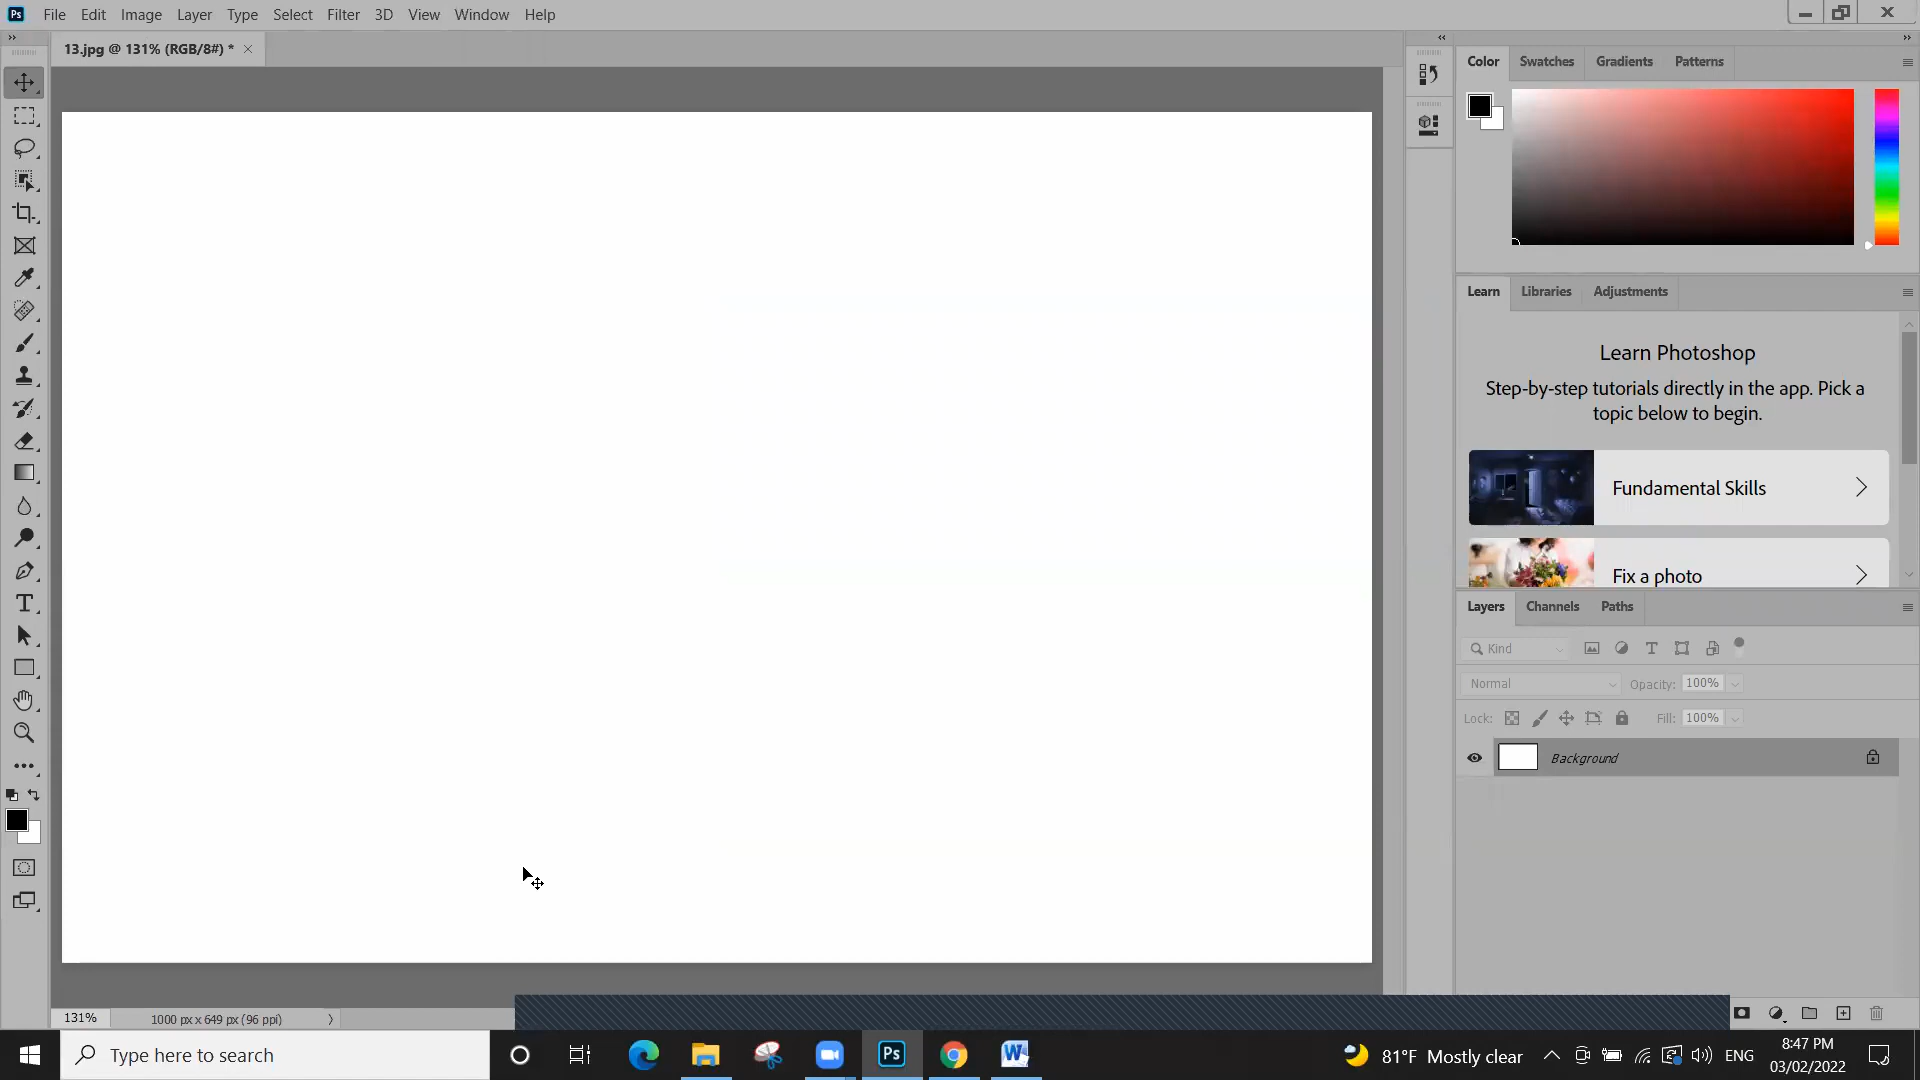 Ps File Edit Image Layer Type Select Filter 3D View Window Help
13.jpg @ 131% (RGB/8#) *
Color Swatches Gradients Patterns
Learn Libraries Adjustments
Learn Photoshop
Step-by-step tutorials directly in the app. Pick a
topic below to begin.
Fundamental Skills
Fix a photo
Layers Channels Paths
Kind
Normal Opacity: 100%
Lock: Fill: 100%
Background
131% 1000 px x 649 px (96 ppi)
Type here to search
Ps
W
81°F Mostly clear
ENG
8:47 PM
03/02/2022